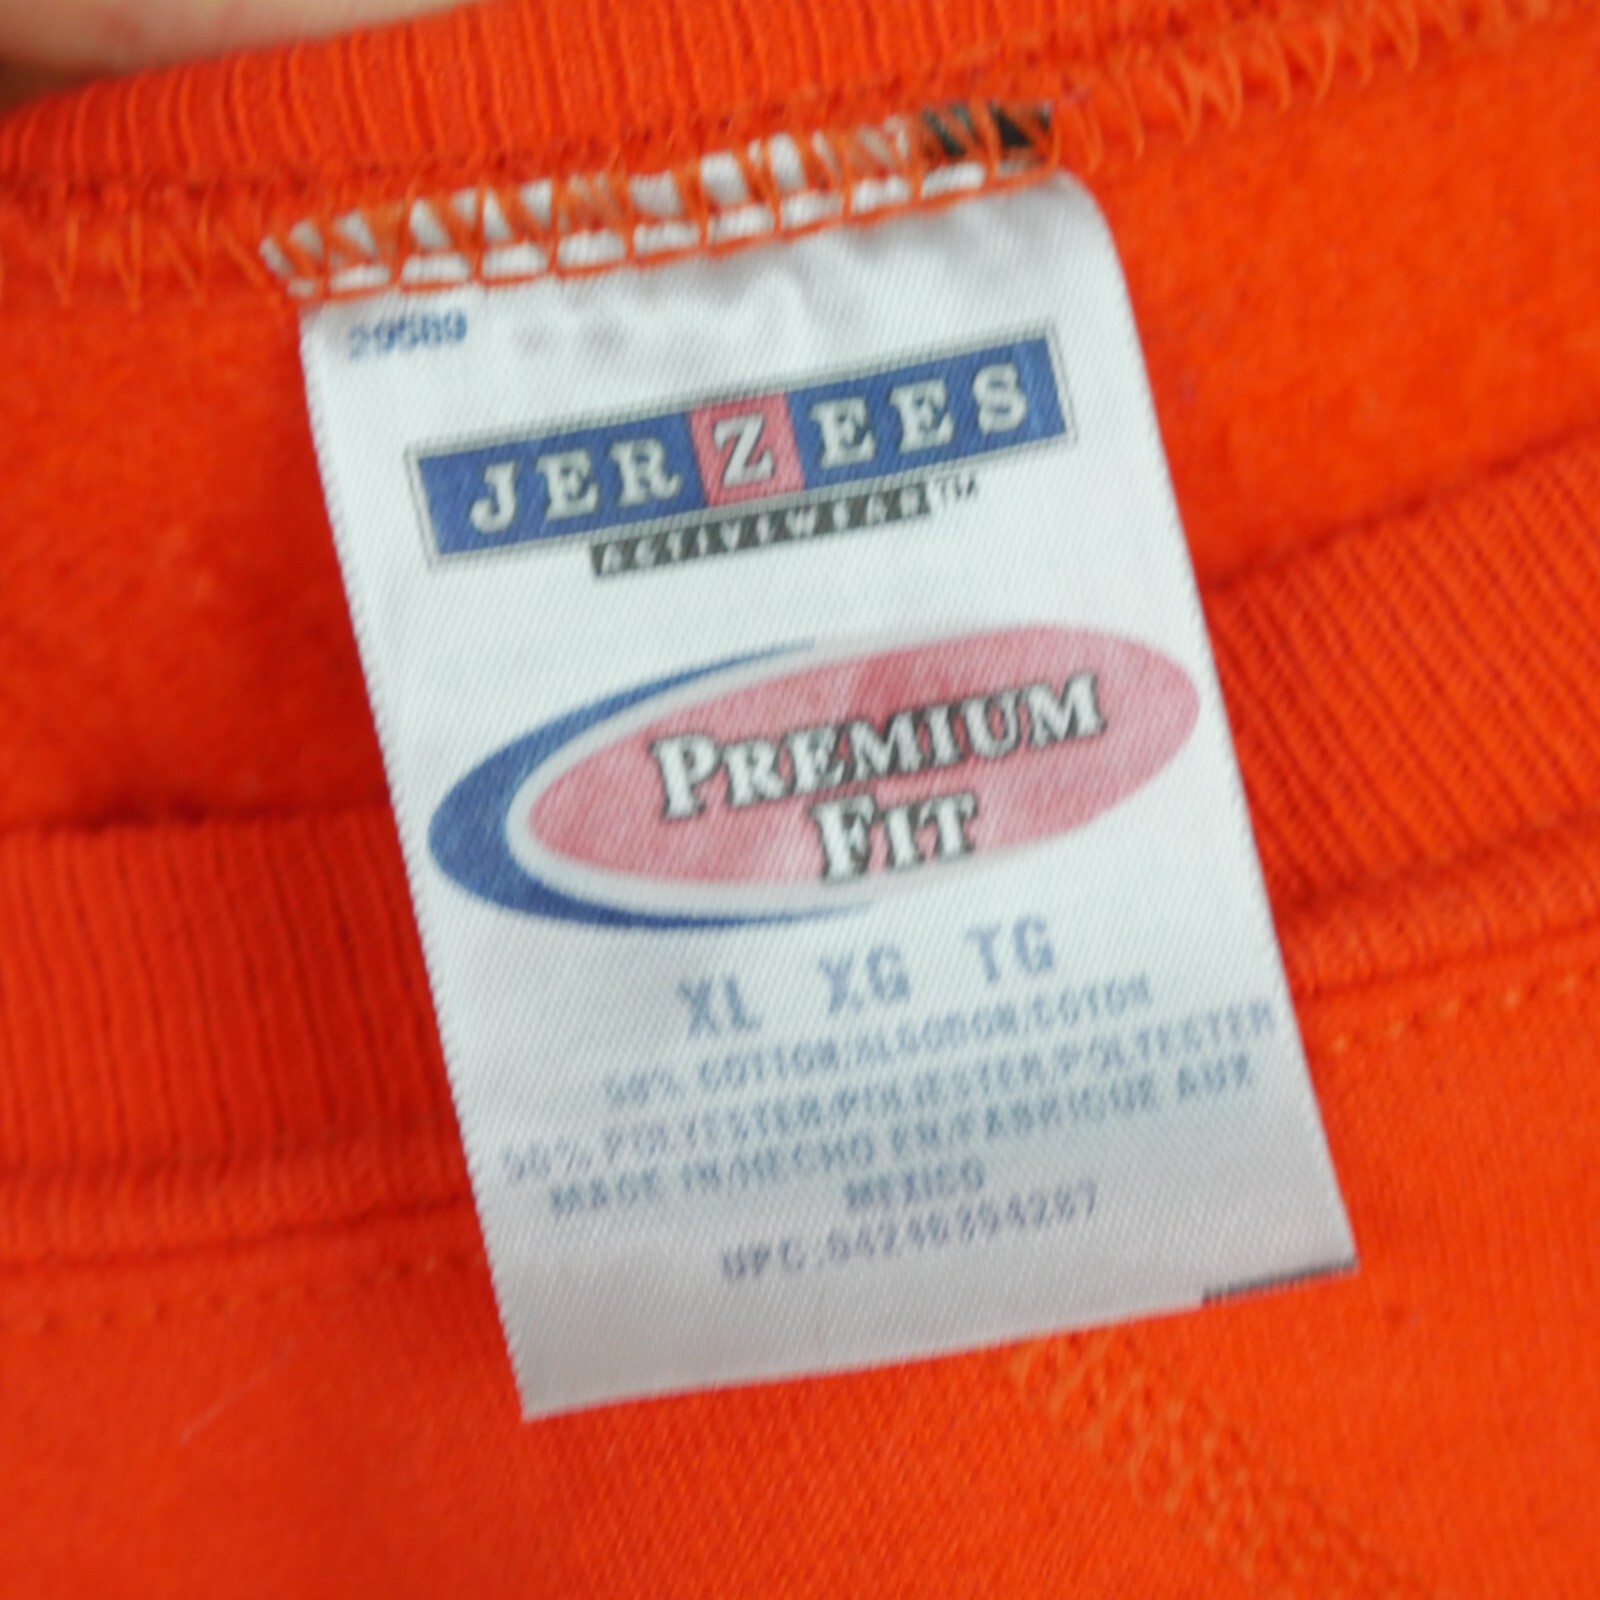 29589
JERZEES
ACTIVEWEAR™
PREMIUM
FIT
XL XG TG
50% COTTON/ALGODON/COTON
50% POLYESTER/POLIESTER/POLYESTER
MADE IN/HECHO EN/FABRIQUE AUX
MEXICO
UPC: